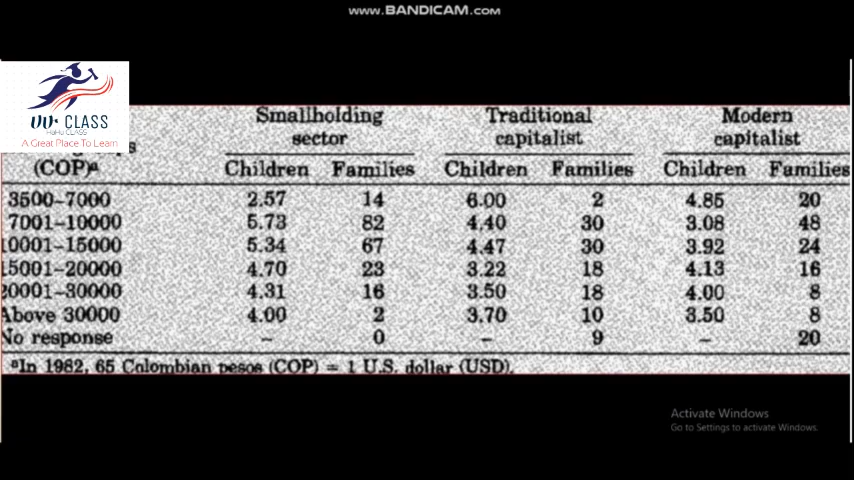 www.BANDICAM.com
UU CLASS
HaHU CLASS
A Great Place To Learn
Smallholding sector
Traditional capitalist
Modern capitalist
(COP)ª
Children Families Children Families Children Families
3500–7000 2.57 14 6.00 2 4.85 20
7001–10000 5.73 82 4.40 30 3.08 48
10001–15000 5.34 67 4.47 30 3.92 24
15001–20000 4.70 23 3.22 18 4.13 16
20001–30000 4.31 16 3.50 18 4.00 8
Above 30000 4.00 2 3.70 10 3.50 8
No response – 0 – 9 – 20
ªIn 1982, 65 Colombian pesos (COP) = 1 U.S. dollar (USD).
Activate Windows
Go to Settings to activate Windows.